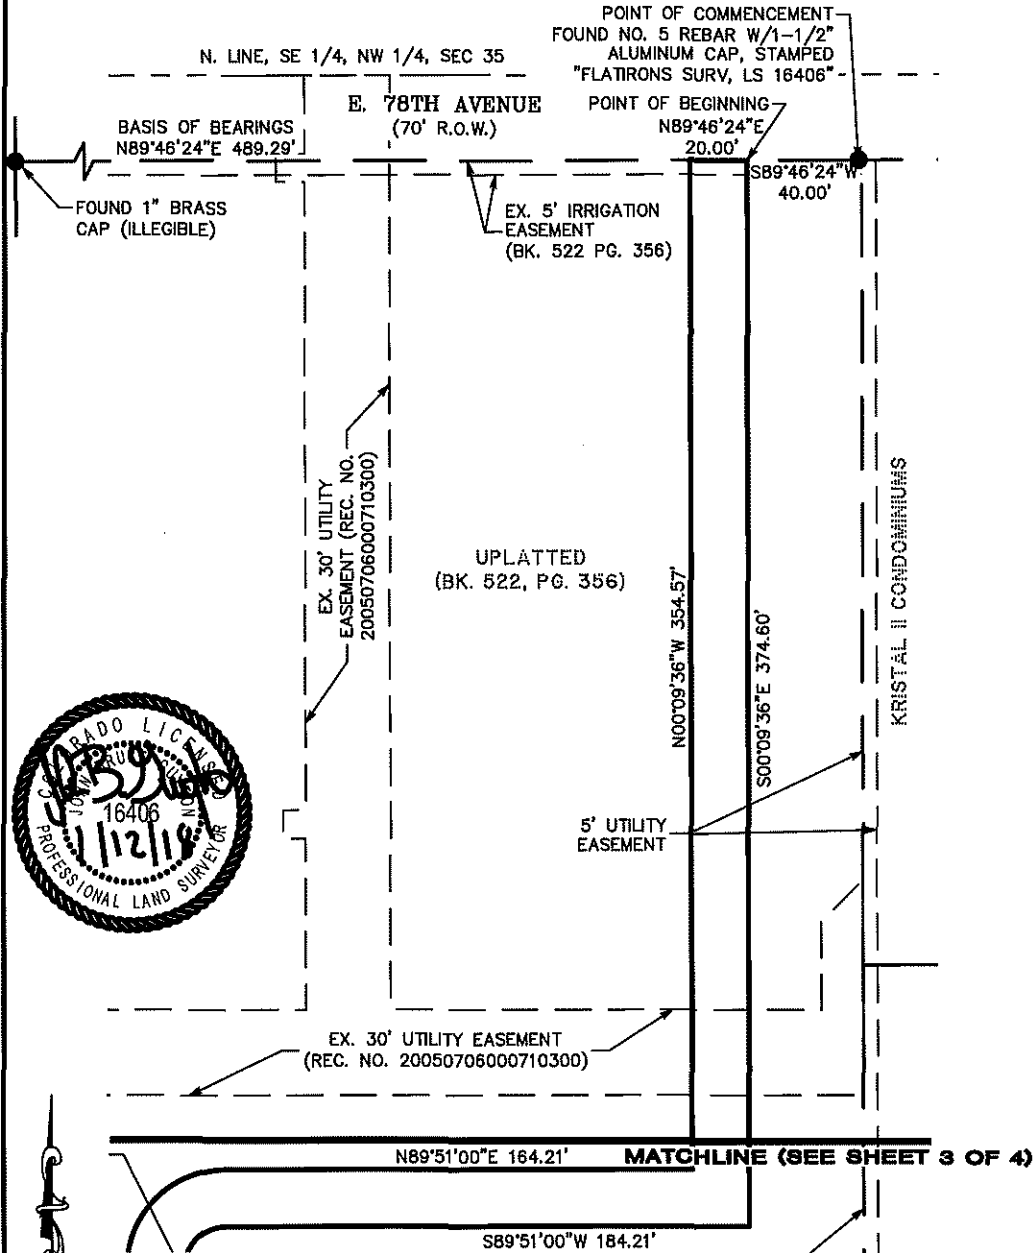 POINT OF COMMENCEMENT
FOUND NO. 5 REBAR W/1-1/2"
ALUMINUM CAP, STAMPED
"FLATIRONS SURV, LS 16406"
N. LINE, SE 1/4, NW 1/4, SEC 35
E. 78TH AVENUE
(70' R.O.W.)
POINT OF BEGINNING
N89°46'24"E
20.00'
BASIS OF BEARINGS
N89°46'24"E 489.29'
S89°46'24"W
40.00'
FOUND 1" BRASS
CAP (ILLEGIBLE)
EX. 5' IRRIGATION
EASEMENT
(BK. 522 PG. 356)
EX. 30' UTILITY
EASEMENT (REC. NO.
20050706000710300)
UPLATTED
(BK. 522, PG. 356)
N00°09'36"W 354.57'
S00°09'36"E 374.60'
KRISTAL II CONDOMINIUMS
5' UTILITY
EASEMENT
COLORADO LICENSED
16406
PROFESSIONAL LAND SURVEYOR
EX. 30' UTILITY EASEMENT
(REC. NO. 20050706000710300)
N89°51'00"E 164.21'
MATCHLINE (SEE SHEET 3 OF 4)
S89°51'00"W 184.21'